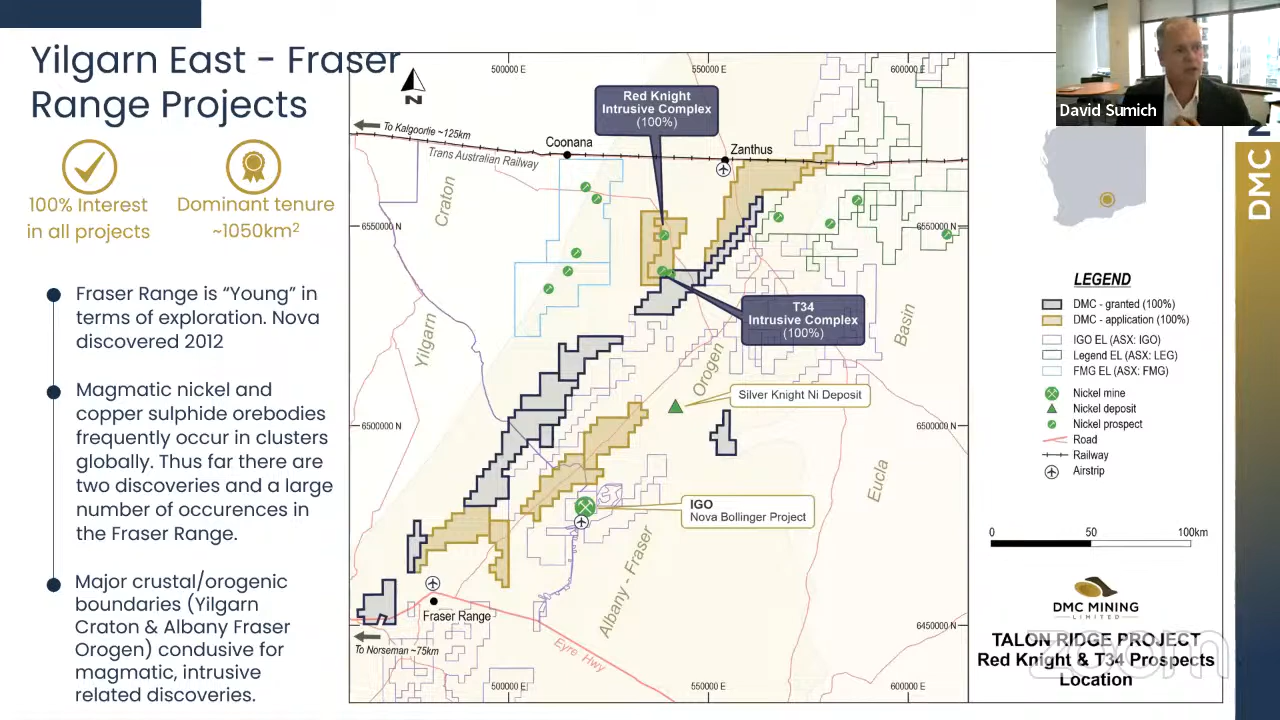 Yilgarn East - Fraser
Range Projects
100% Interest
in all projects
Dominant tenure
~1050km²
Fraser Range is “Young” in
terms of exploration. Nova
discovered 2012
Magmatic nickel and
copper sulphide orebodies
frequently occur in clusters
globally. Thus far there are
two discoveries and a large
number of occurences in
the Fraser Range.
Major crustal/orogenic
boundaries (Yilgarn
Craton & Albany Fraser
Orogen) condusive for
magmatic, intrusive
related discoveries.
500000 E
550000 E
600000 E
N
Red Knight
Intrusive Complex
(100%)
To Kalgoorlie ~125km
Trans Australian Railway
Coonana
Zanthus
Craton
6550000 N
6550000 N
T34
Intrusive Complex
(100%)
Yilgarn
Orogen
Basin
Silver Knight Ni Deposit
6500000 N
6500000 N
Eucla
IGO
Nova Bollinger Project
Albany - Fraser
Fraser Range
To Norseman ~75km
Eyre Hwy
6450000 N
500000 E
550000 E
600000 E
David Sumich
DMC
LEGEND
DMC - granted (100%)
DMC - application (100%)
IGO EL (ASX: IGO)
Legend EL (ASX: LEG)
FMG EL (ASX: FMG)
Nickel mine
Nickel deposit
Nickel prospect
Road
Railway
Airstrip
0 50 100km
DMC MINING
LIMITED
TALON RIDGE PROJECT
Red Knight & T34 Prospects
Location
zoom